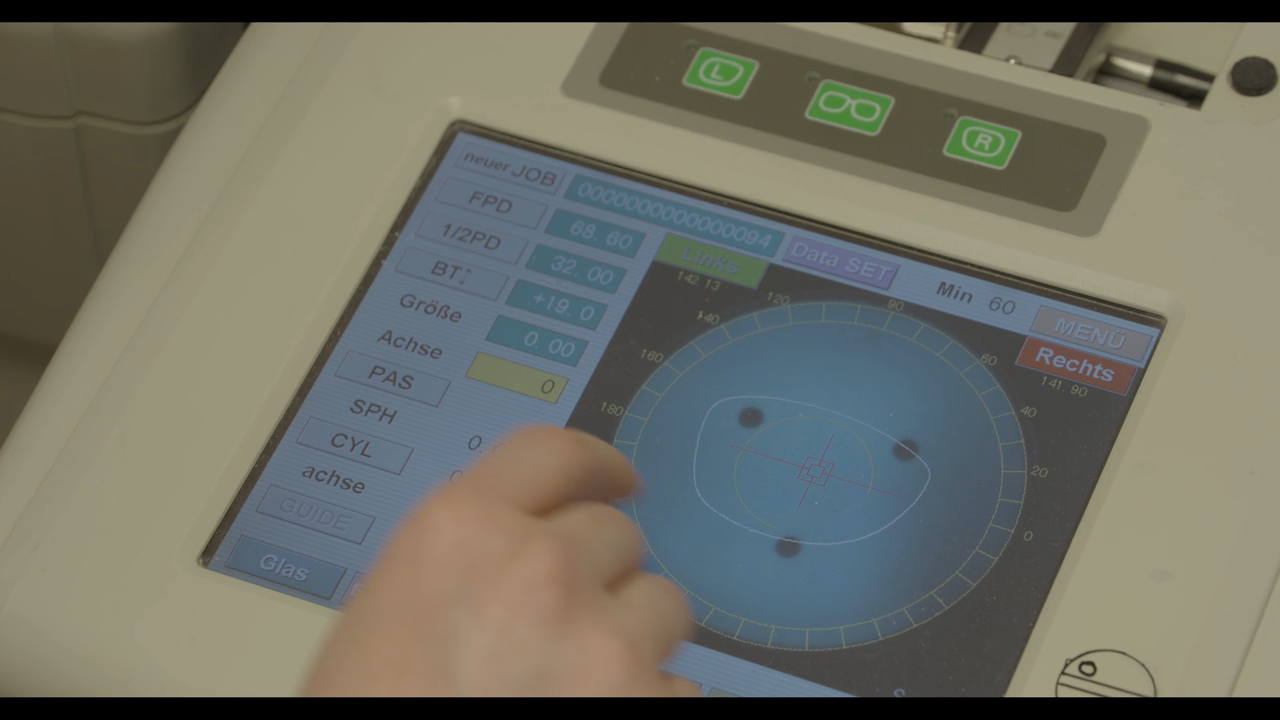 L
R
neuer JOB 0000000000000094
FPD 68. 60
1/2PD 32. 00
BT↕ +19. 0
Größe 0. 00
Achse 0
PAS
SPH 0.
CYL 0
achse
GUIDE
Glas
Links Data SET Min 60 MENÜ
142. 13
Rechts
141. 90
180 160 140 120 90 60 40 20 0
0